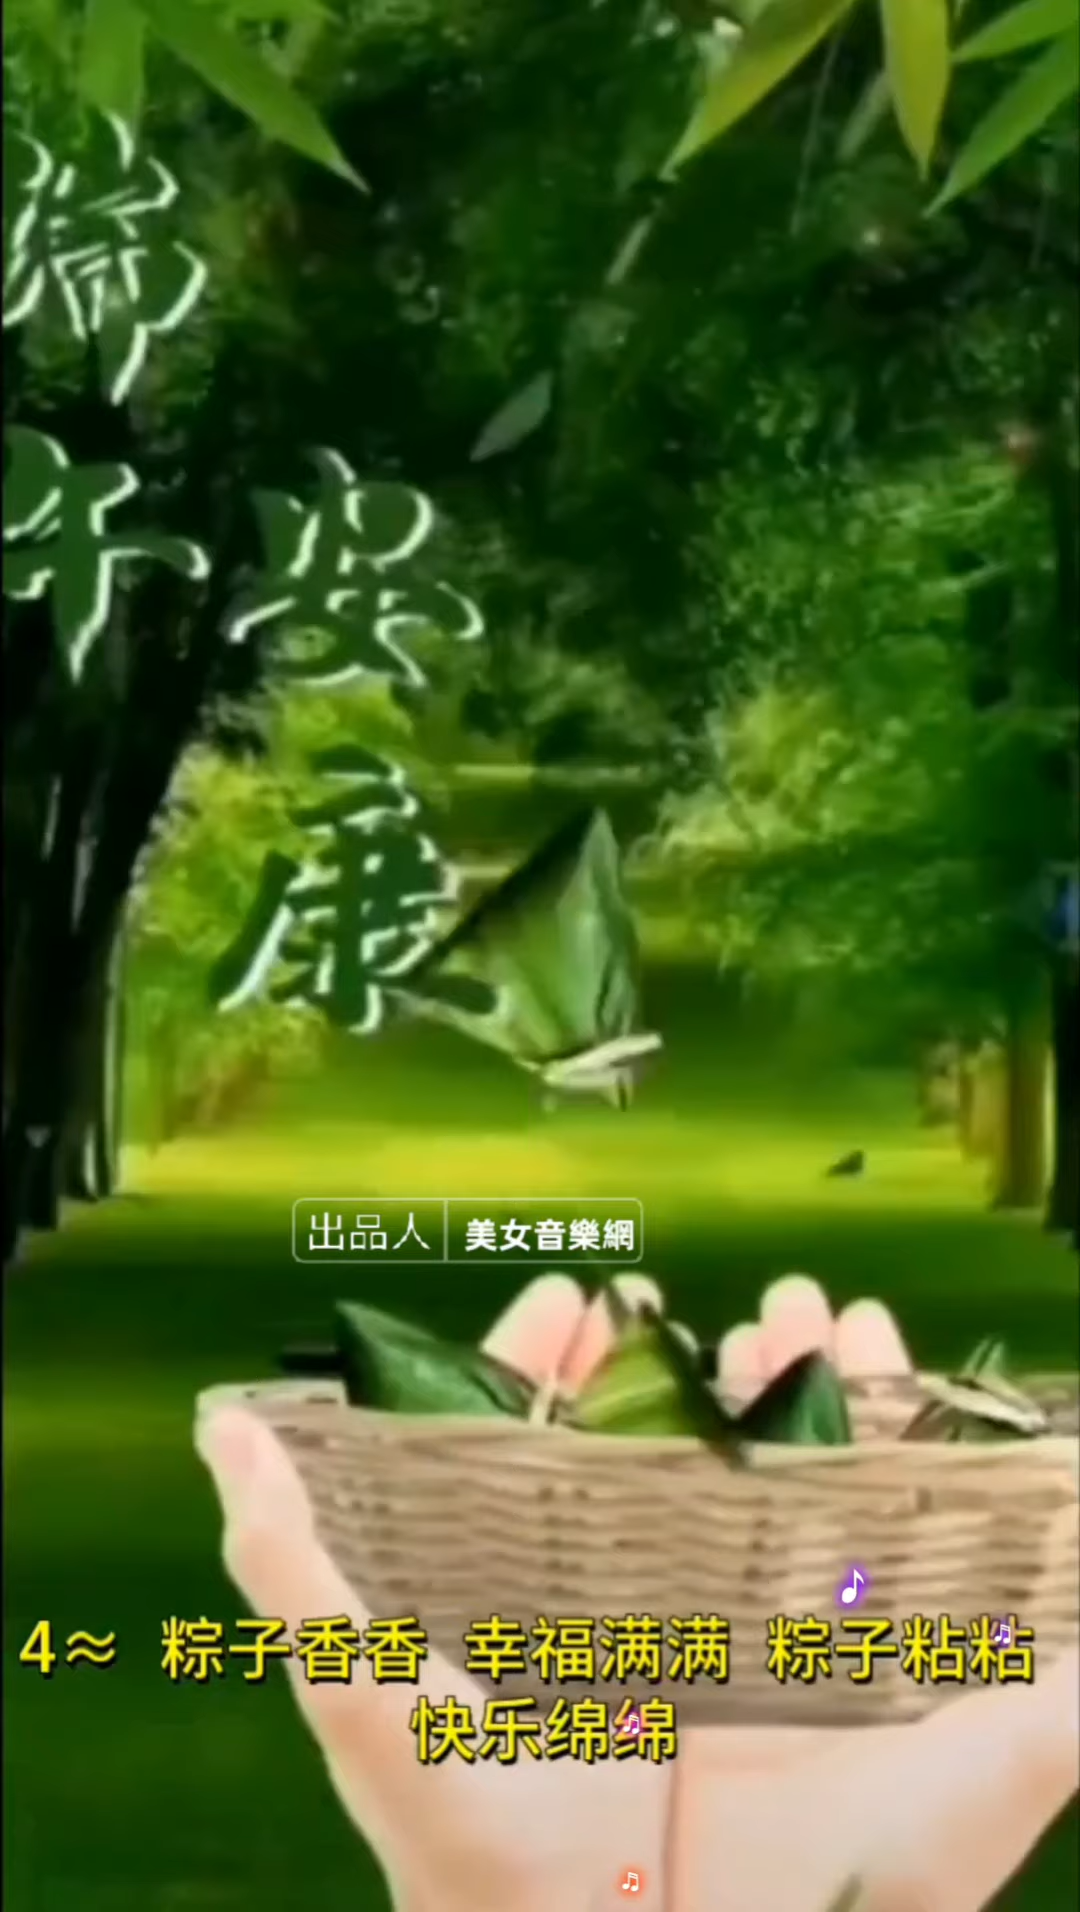 端午
安康
出品人 美女音樂網
4≈ 粽子香香 幸福满满 粽子粘粘
快乐绵绵